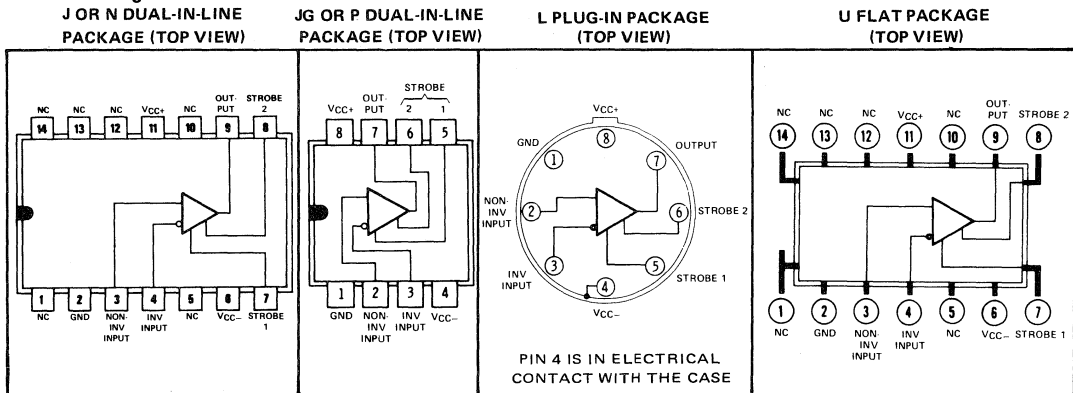 J OR N DUAL-IN-LINE
PACKAGE (TOP VIEW)
NC NC NC VCC+ NC OUT-PUT STROBE 2
14 13 12 11 10 9 8
1 2 3 4 5 6 7
NC GND NON-INV INPUT INV INPUT NC VCC− STROBE 1
JG OR P DUAL-IN-LINE
PACKAGE (TOP VIEW)
STROBE
VCC+ OUT-PUT 2 1
8 7 6 5
1 2 3 4
GND NON-INV INPUT INV INPUT VCC−
L PLUG-IN PACKAGE
(TOP VIEW)
VCC+
8
GND
1
7
OUTPUT
NON-
INV
INPUT
2
6
STROBE 2
3
INV
INPUT
5
STROBE 1
4
VCC−
PIN 4 IS IN ELECTRICAL
CONTACT WITH THE CASE
U FLAT PACKAGE
(TOP VIEW)
NC NC NC VCC+ NC OUT-PUT STROBE 2
14 13 12 11 10 9 8
1 2 3 4 5 6 7
NC GND NON-INV INPUT INV INPUT NC VCC− STROBE 1